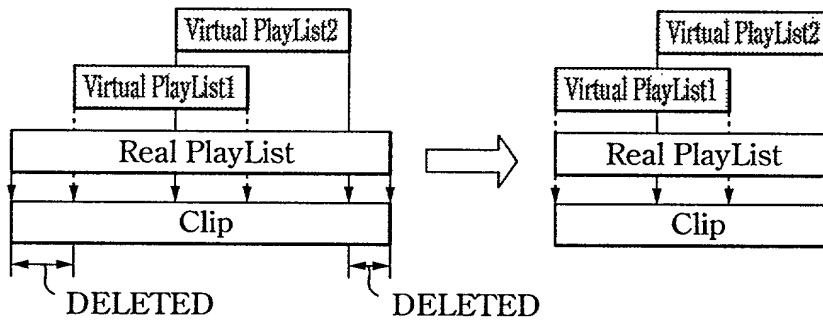 Virtual PlayList2
Virtual PlayList1
Real PlayList
Clip
DELETED
DELETED
Virtual PlayList2
Virtual PlayList1
Real PlayList
Clip